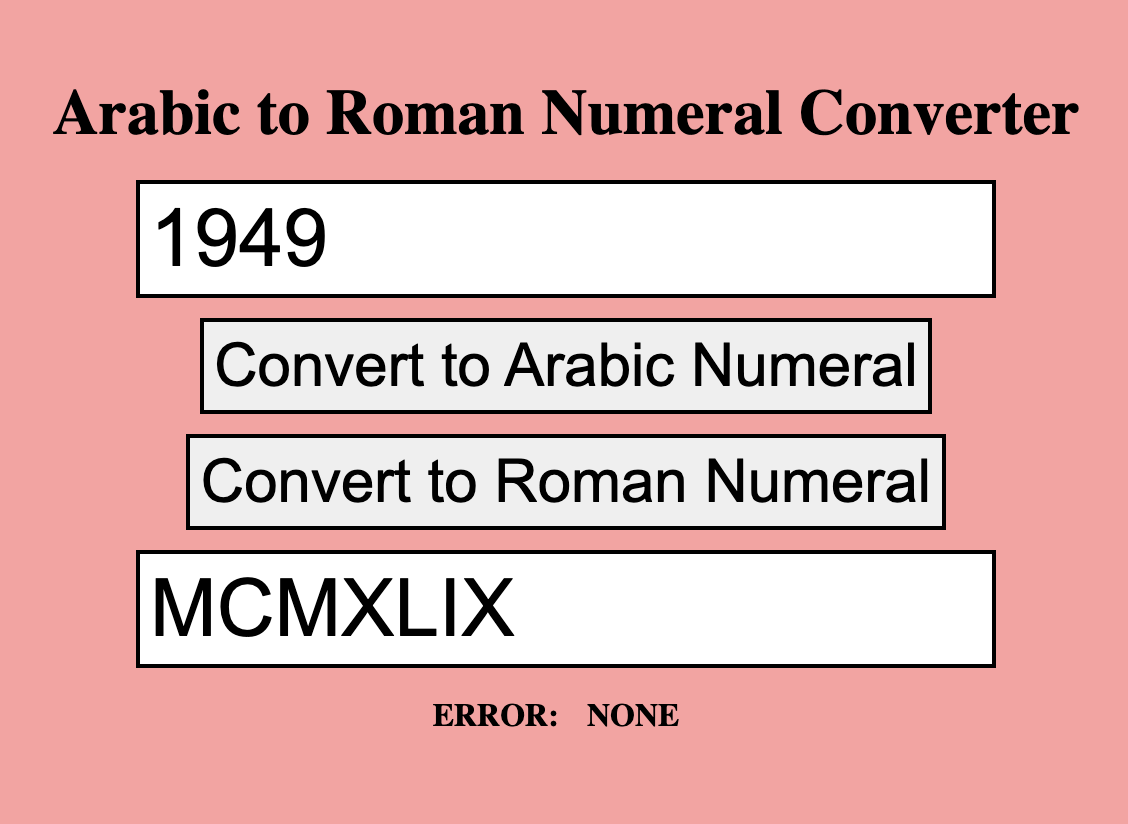 Arabic to Roman Numeral Converter
1949
Convert to Arabic Numeral
Convert to Roman Numeral
MCMXLIX
ERROR: NONE